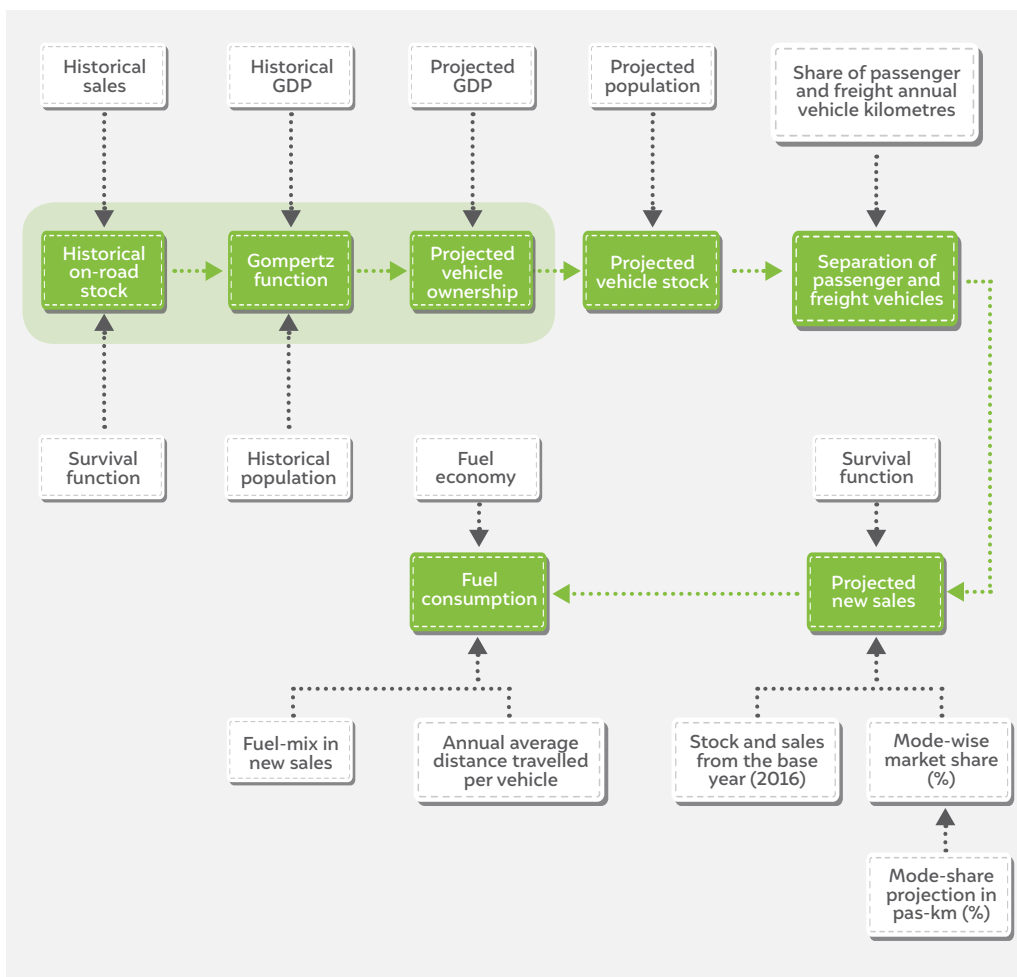 Historical
sales
Historical
GDP
Projected
GDP
Projected
population
Share of passenger
and freight annual
vehicle kilometres
Historical
on-road
stock
Gompertz
function
Projected
vehicle
ownership
Projected
vehicle stock
Separation of
passenger and
freight vehicles
Survival
function
Historical
population
Fuel
economy
Survival
function
Fuel
consumption
Projected
new sales
Fuel-mix in
new sales
Annual average
distance travelled
per vehicle
Stock and sales
from the base
year (2016)
Mode-wise
market share
(%)
Mode-share
projection in
pas-km (%)